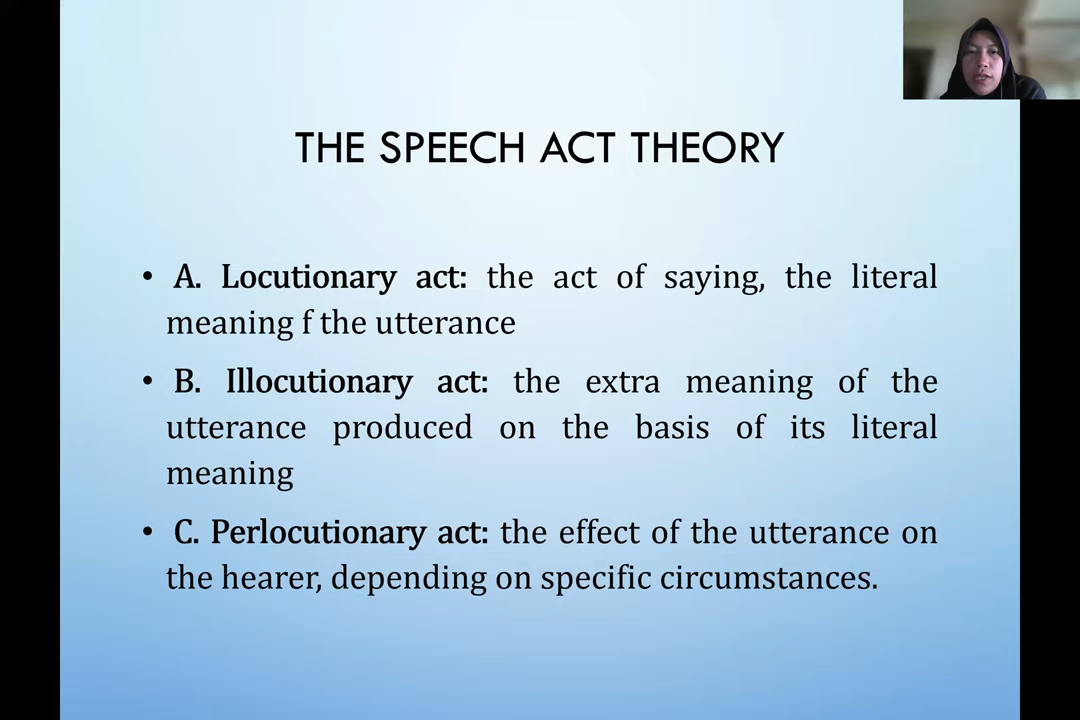 THE SPEECH ACT THEORY
• A. Locutionary act: the act of saying, the literal
meaning f the utterance
• B. Illocutionary act: the extra meaning of the
utterance produced on the basis of its literal
meaning
• C. Perlocutionary act: the effect of the utterance on
the hearer, depending on specific circumstances.